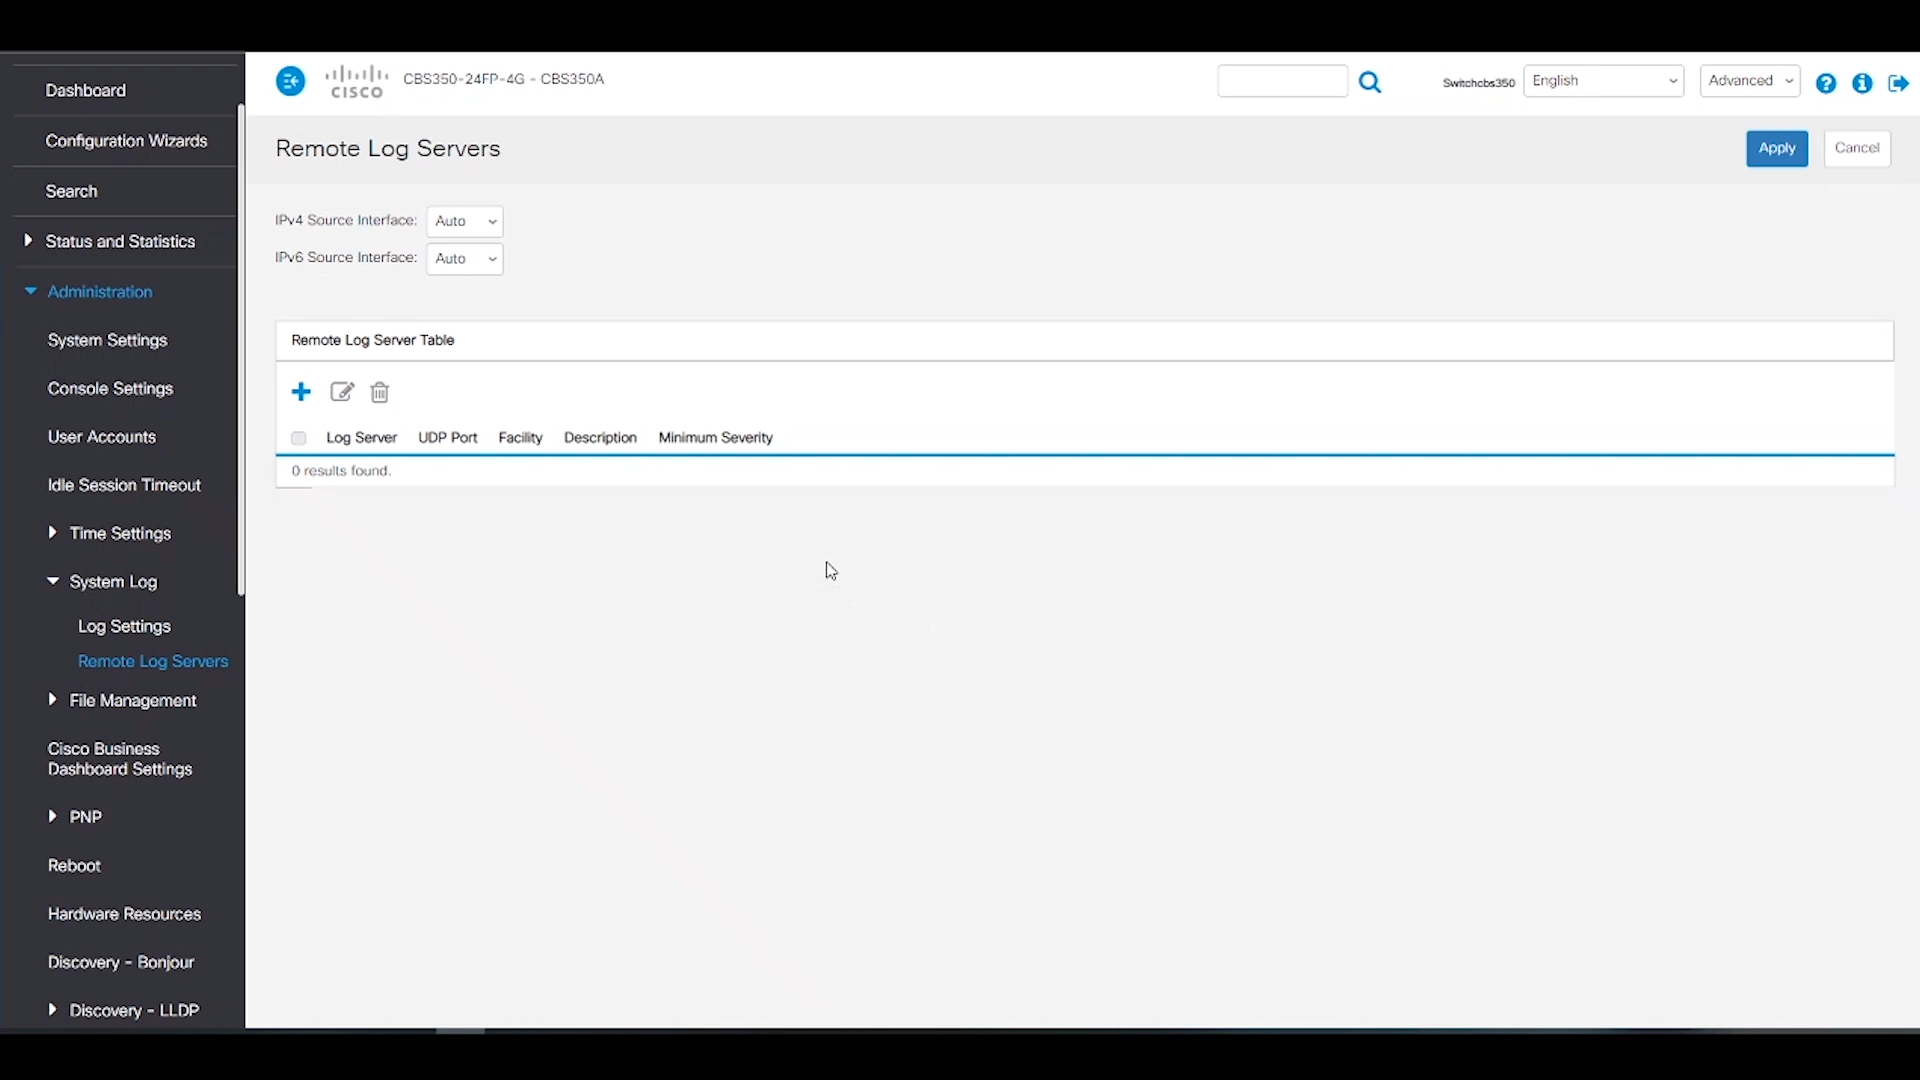 Dashboard
Configuration Wizards
Search
Status and Statistics
Administration
System Settings
Console Settings
User Accounts
Idle Session Timeout
Time Settings
System Log
Log Settings
Remote Log Servers
File Management
Cisco Business
Dashboard Settings
PNP
Reboot
Hardware Resources
Discovery - Bonjour
Discovery - LLDP
CISCO
CBS350-24FP-4G - CBS350A
Switchcbs350
English
Advanced
Remote Log Servers
Apply
Cancel
IPv4 Source Interface: Auto
IPv6 Source Interface: Auto
Remote Log Server Table
Log Server UDP Port Facility Description Minimum Severity
0 results found.